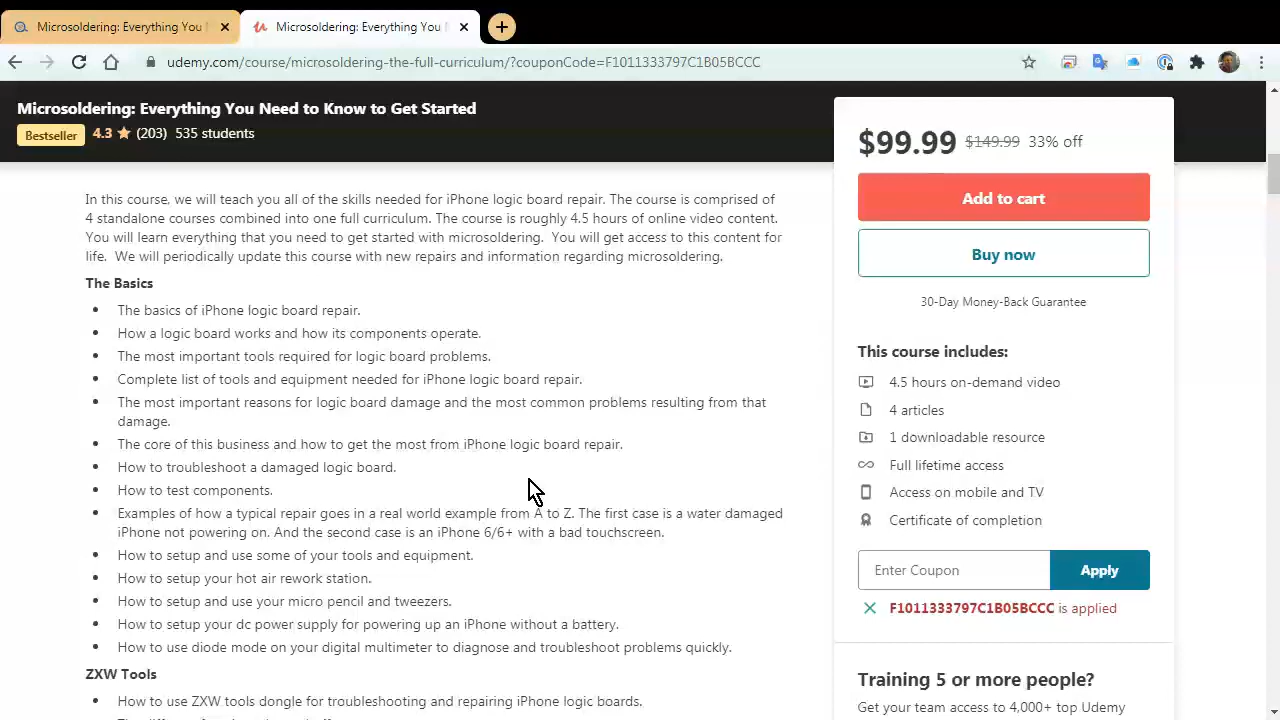 Microsoldering: Everything You
Microsoldering: Everything You
udemy.com/course/microsoldering-the-full-curriculum/?couponCode=F1011333797C1B05BCCC
Microsoldering: Everything You Need to Know to Get Started
Bestseller 4.3 (203) 535 students
In this course, we will teach you all of the skills needed for iPhone logic board repair. The course is comprised of
4 standalone courses combined into one full curriculum. The course is roughly 4.5 hours of online video content.
You will learn everything that you need to get started with microsoldering. You will get access to this content for
life. We will periodically update this course with new repairs and information regarding microsoldering.
The Basics
• The basics of iPhone logic board repair.
• How a logic board works and how its components operate.
• The most important tools required for logic board problems.
• Complete list of tools and equipment needed for iPhone logic board repair.
• The most important reasons for logic board damage and the most common problems resulting from that
damage.
• The core of this business and how to get the most from iPhone logic board repair.
• How to troubleshoot a damaged logic board.
• How to test components.
• Examples of how a typical repair goes in a real world example from A to Z. The first case is a water damaged
iPhone not powering on. And the second case is an iPhone 6/6+ with a bad touchscreen.
• How to setup and use some of your tools and equipment.
• How to setup your hot air rework station.
• How to setup and use your micro pencil and tweezers.
• How to setup your dc power supply for powering up an iPhone without a battery.
• How to use diode mode on your digital multimeter to diagnose and troubleshoot problems quickly.
ZXW Tools
• How to use ZXW tools dongle for troubleshooting and repairing iPhone logic boards.
$99.99 $149.99 33% off
Add to cart
Buy now
30-Day Money-Back Guarantee
This course includes:
4.5 hours on-demand video
4 articles
1 downloadable resource
Full lifetime access
Access on mobile and TV
Certificate of completion
Enter Coupon Apply
F1011333797C1B05BCCC is applied
Training 5 or more people?
Get your team access to 4,000+ top Udemy